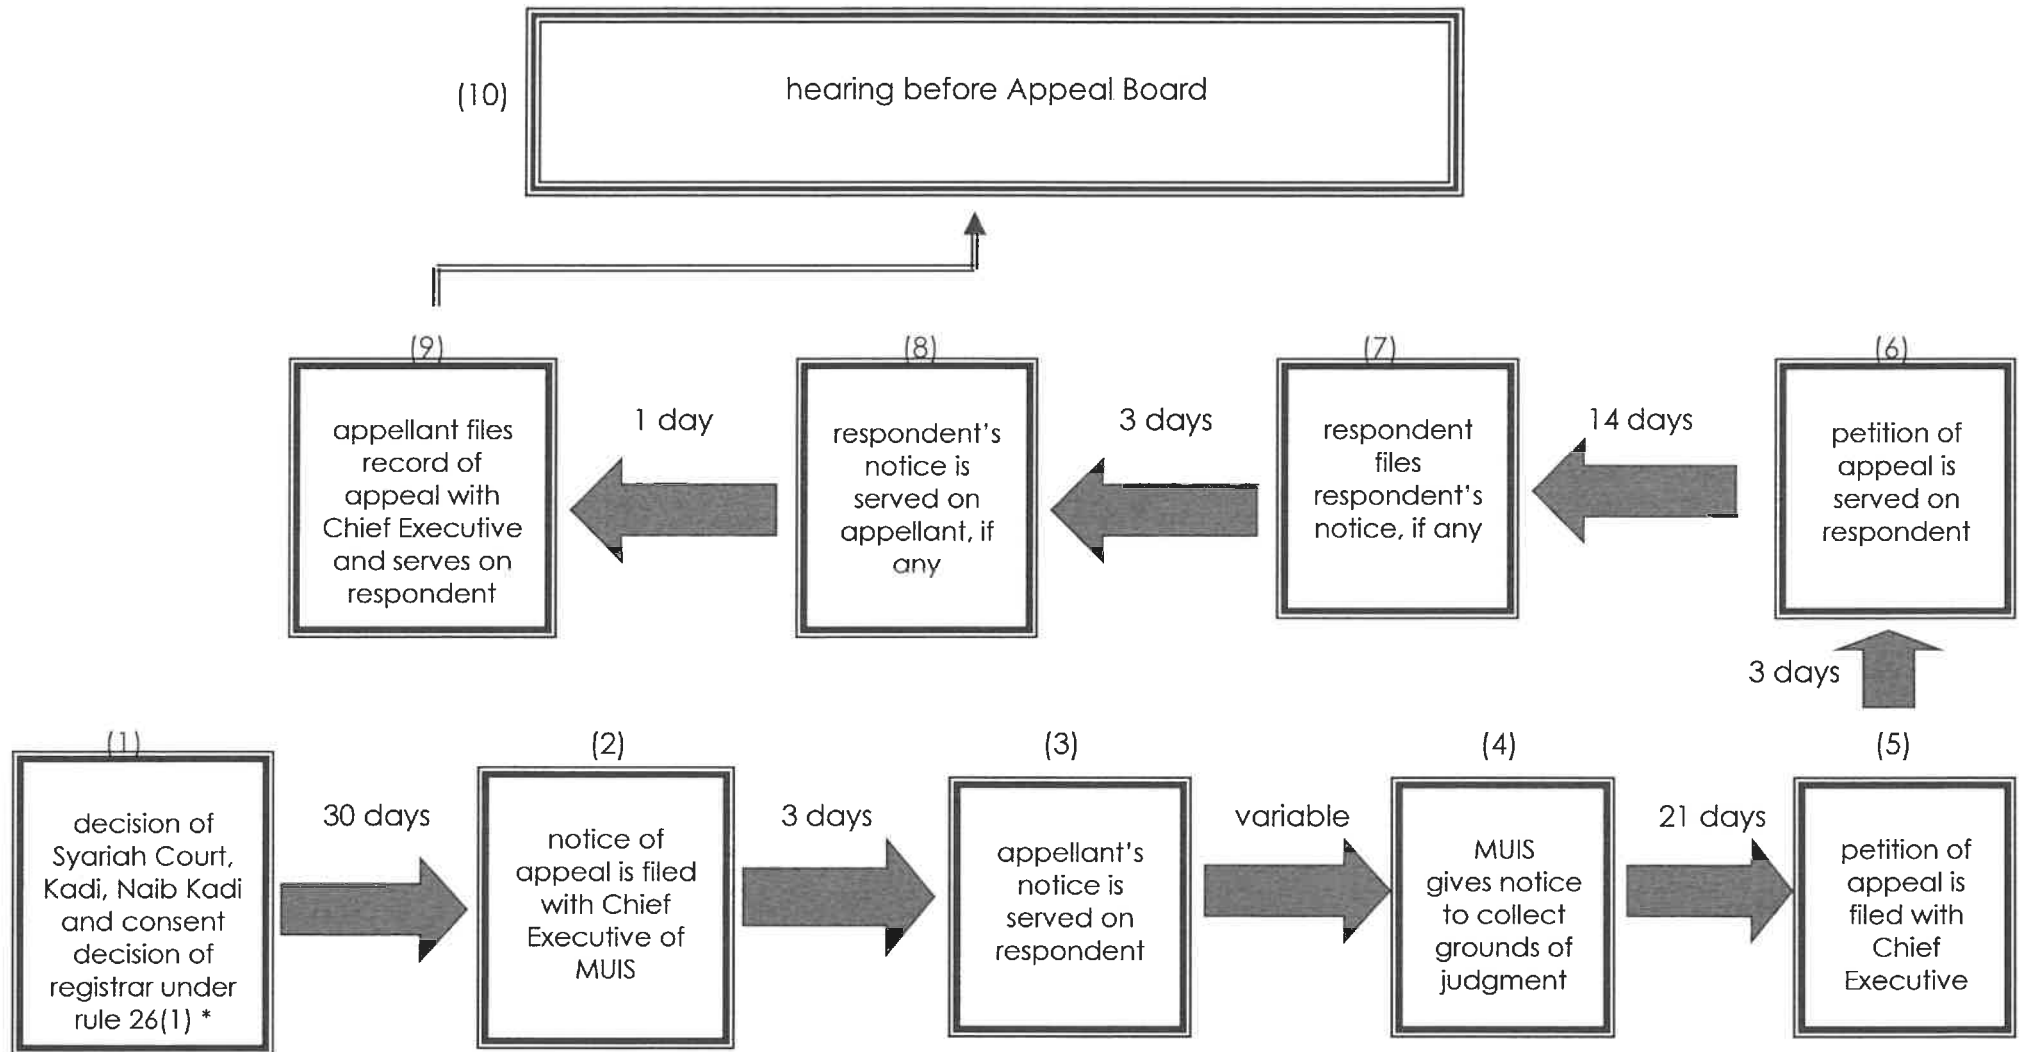 (10)
hearing before Appeal Board
(9)
appellant files
record of
appeal with
Chief Executive
and serves on
respondent
1 day
(8)
respondent's
notice is
served on
appellant, if
any
3 days
(7)
respondent
files
respondent's
notice, if any
14 days
(6)
petition of
appeal is
served on
respondent
3 days
(1)
decision of
Syariah Court,
Kadi, Naib Kadi
and consent
decision of
registrar under
rule 26(1) *
30 days
(2)
notice of
appeal is filed
with Chief
Executive of
MUIS
3 days
(3)
appellant's
notice is
served on
respondent
variable
(4)
MUIS
gives notice
to collect
grounds of
judgment
21 days
(5)
petition of
appeal is
filed with
Chief
Executive